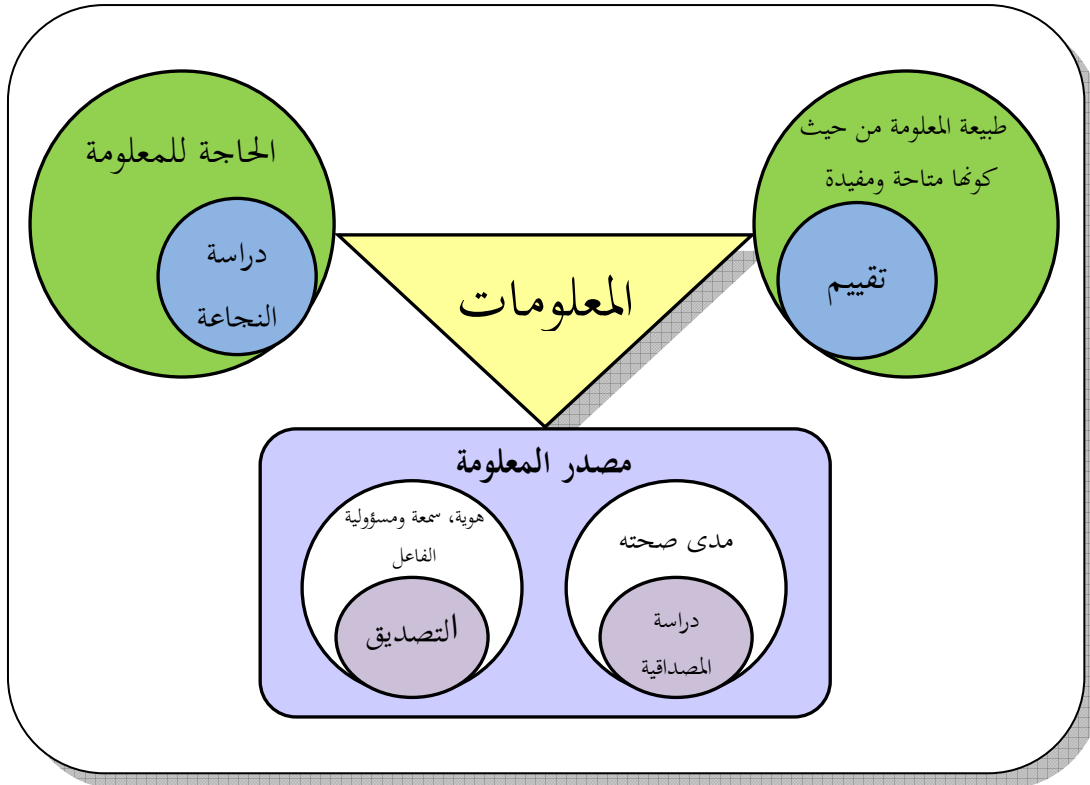 طبيعة المعلومة من حيث
كونها متاحة ومفيدة
تقييم
الحاجة للمعلومة
دراسة
النجاعة
المعلومات
مصدر المعلومة
مدى صحته
دراسة
المصداقية
هوية، سمعة ومسؤولية
الفاعل
التصديق